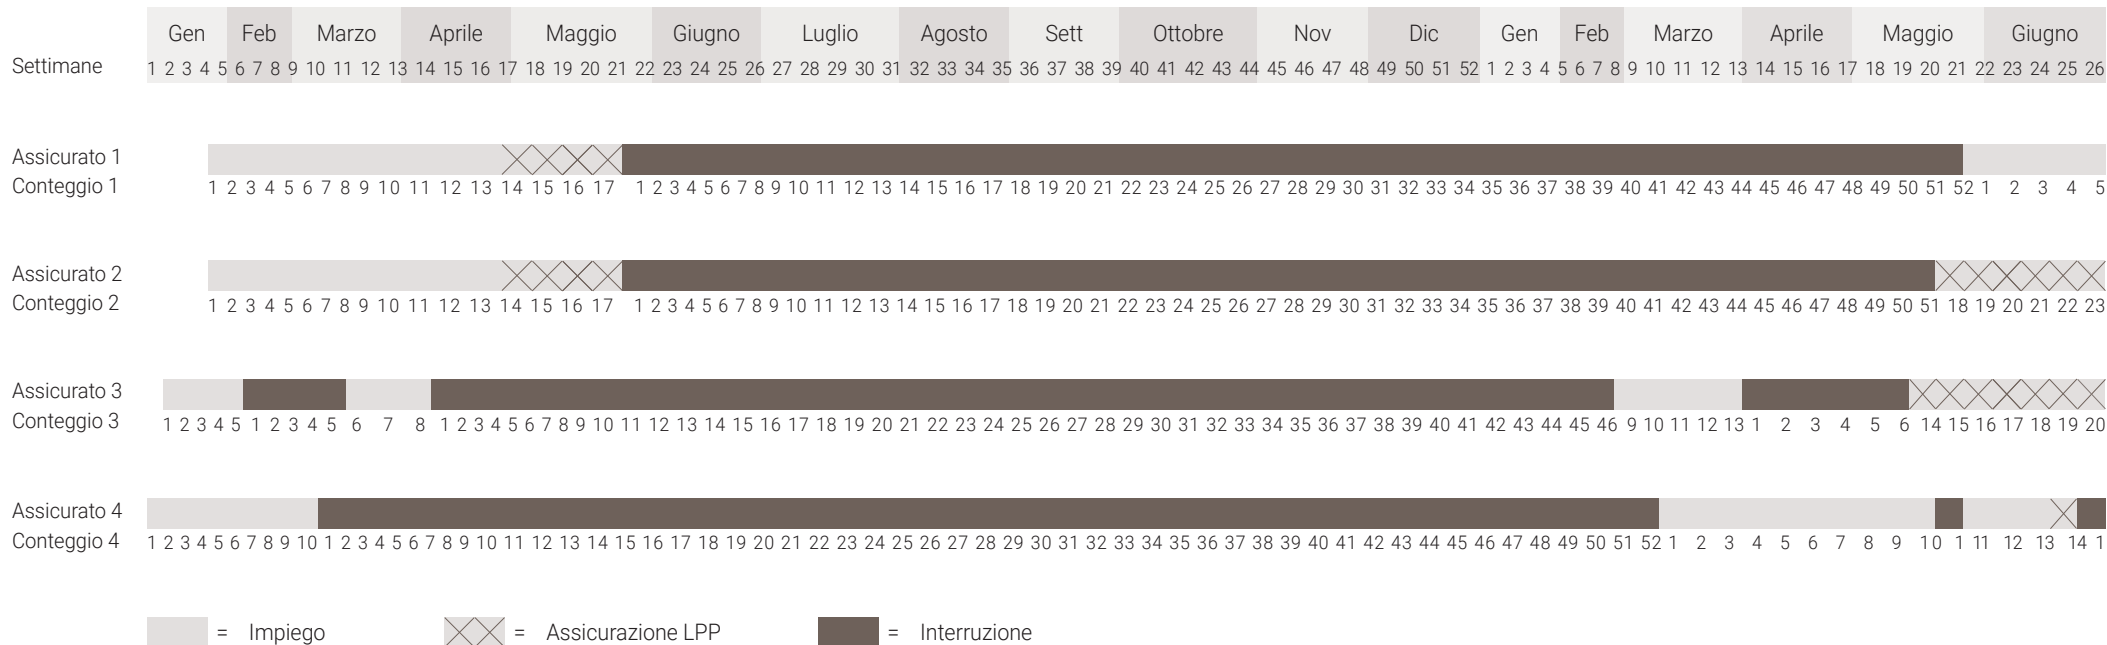 Gen Feb Marzo Aprile Maggio Giugno Luglio Agosto Sett Ottobre Nov Dic Gen Feb Marzo Aprile Maggio Giugno
Settimane 1 2 3 4 5 6 7 8 9 10 11 12 13 14 15 16 17 18 19 20 21 22 23 24 25 26 27 28 29 30 31 32 33 34 35 36 37 38 39 40 41 42 43 44 45 46 47 48 49 50 51 52 1 2 3 4 5 6 7 8 9 10 11 12 13 14 15 16 17 18 19 20 21 22 23 24 25 26
Assicurato 1
Conteggio 1 1 2 3 4 5 6 7 8 9 10 11 12 13 14 15 16 17 1 2 3 4 5 6 7 8 9 10 11 12 13 14 15 16 17 18 19 20 21 22 23 24 25 26 27 28 29 30 31 32 33 34 35 36 37 38 39 40 41 42 43 44 45 46 47 48 49 50 51 52 1 2 3 4 5
Assicurato 2
Conteggio 2 1 2 3 4 5 6 7 8 9 10 11 12 13 14 15 16 17 1 2 3 4 5 6 7 8 9 10 11 12 13 14 15 16 17 18 19 20 21 22 23 24 25 26 27 28 29 30 31 32 33 34 35 36 37 38 39 40 41 42 43 44 45 46 47 48 49 50 51 18 19 20 21 22 23
Assicurato 3
Conteggio 3 1 2 3 4 5 1 2 3 4 5 6 7 8 1 2 3 4 5 6 7 8 9 10 11 12 13 14 15 16 17 18 19 20 21 22 23 24 25 26 27 28 29 30 31 32 33 34 35 36 37 38 39 40 41 42 43 44 45 46 9 10 11 12 13 1 2 3 4 5 6 14 15 16 17 18 19 20
Assicurato 4
Conteggio 4 1 2 3 4 5 6 7 8 9 10 1 2 3 4 5 6 7 8 9 10 11 12 13 14 15 16 17 18 19 20 21 22 23 24 25 26 27 28 29 30 31 32 33 34 35 36 37 38 39 40 41 42 43 44 45 46 47 48 49 50 51 52 1 2 3 4 5 6 7 8 9 10 1 11 12 13 14 1
= Impiego = Assicurazione LPP = Interruzione